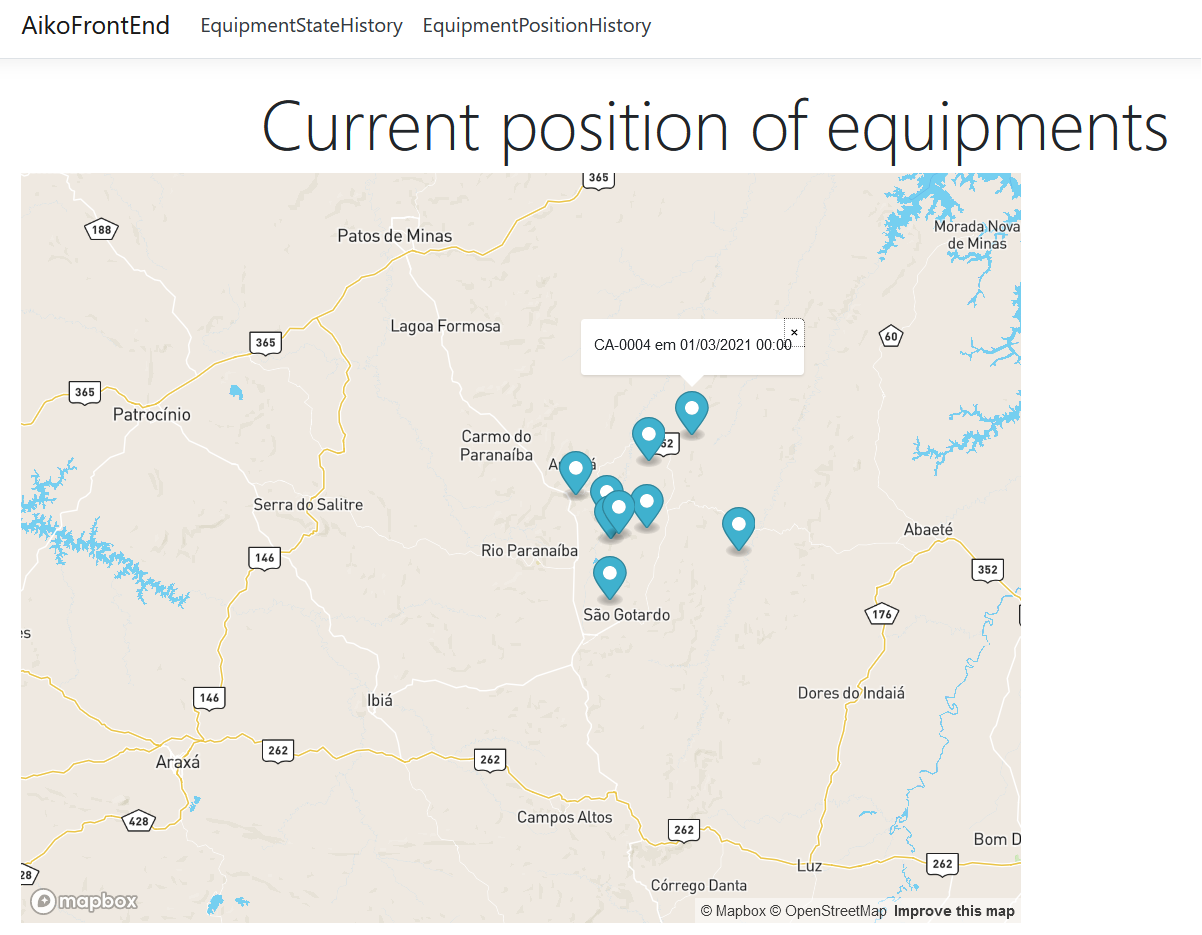 AikoFrontEnd EquipmentStateHistory EquipmentPositionHistory
Current position of equipments
365
188
Patos de Minas
Morada Nova
de Minas
Lagoa Formosa
365
60
CA-0004 em 01/03/2021 00:00
×
365
Patrocínio
Carmo do
Paranaíba
Serra do Salitre
Abaeté
146
Rio Paranaíba
352
São Gotardo
176
es
146
Ibiá
Dores do Indaiá
262
262
Araxá
428
Campos Altos
262
Bom D
Luz
262
28
Córrego Danta
mapbox
© Mapbox © OpenStreetMap Improve this map